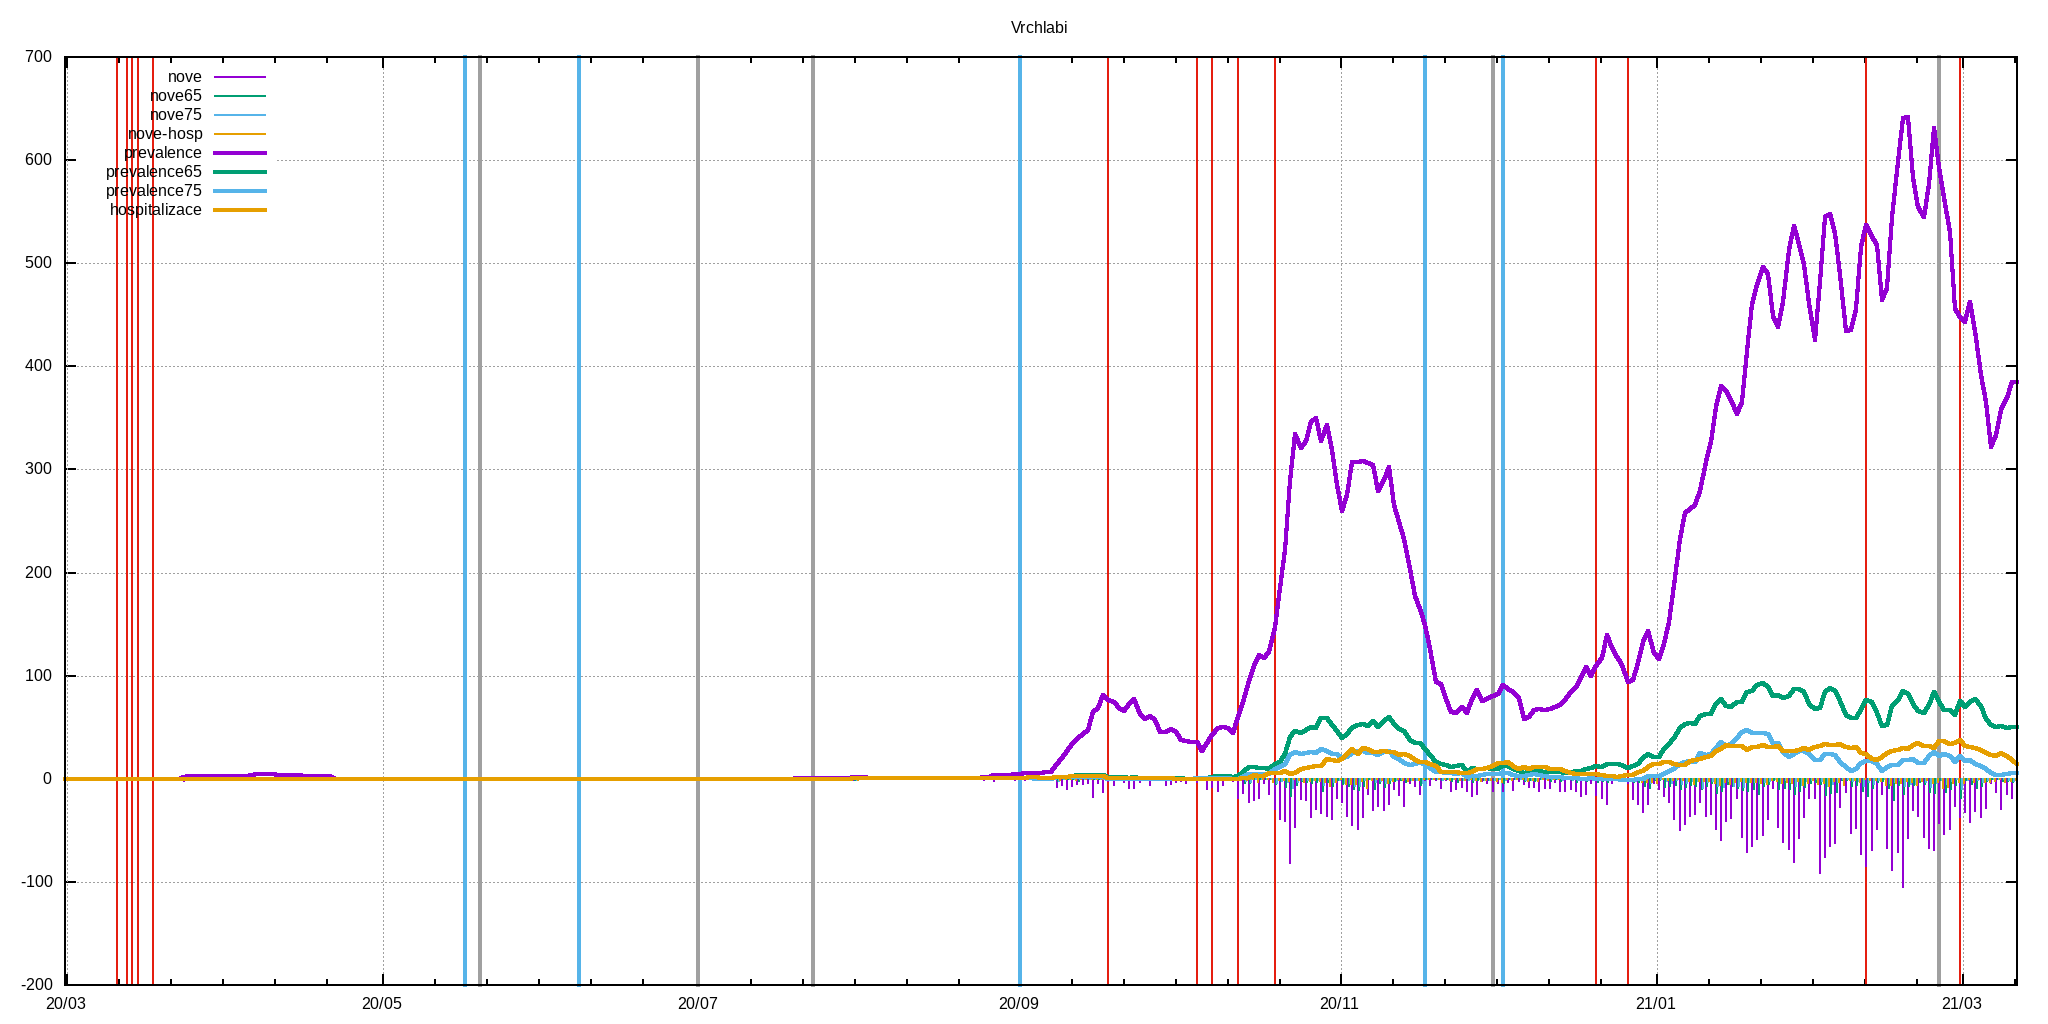 Vrchlabi
700
600
500
400
300
200
100
0
-100
-200
nove
nove65
nove75
nove-hosp
prevalence
prevalence65
prevalence75
hospitalizace
20/03 20/05 20/07 20/09 20/11 21/01 21/03